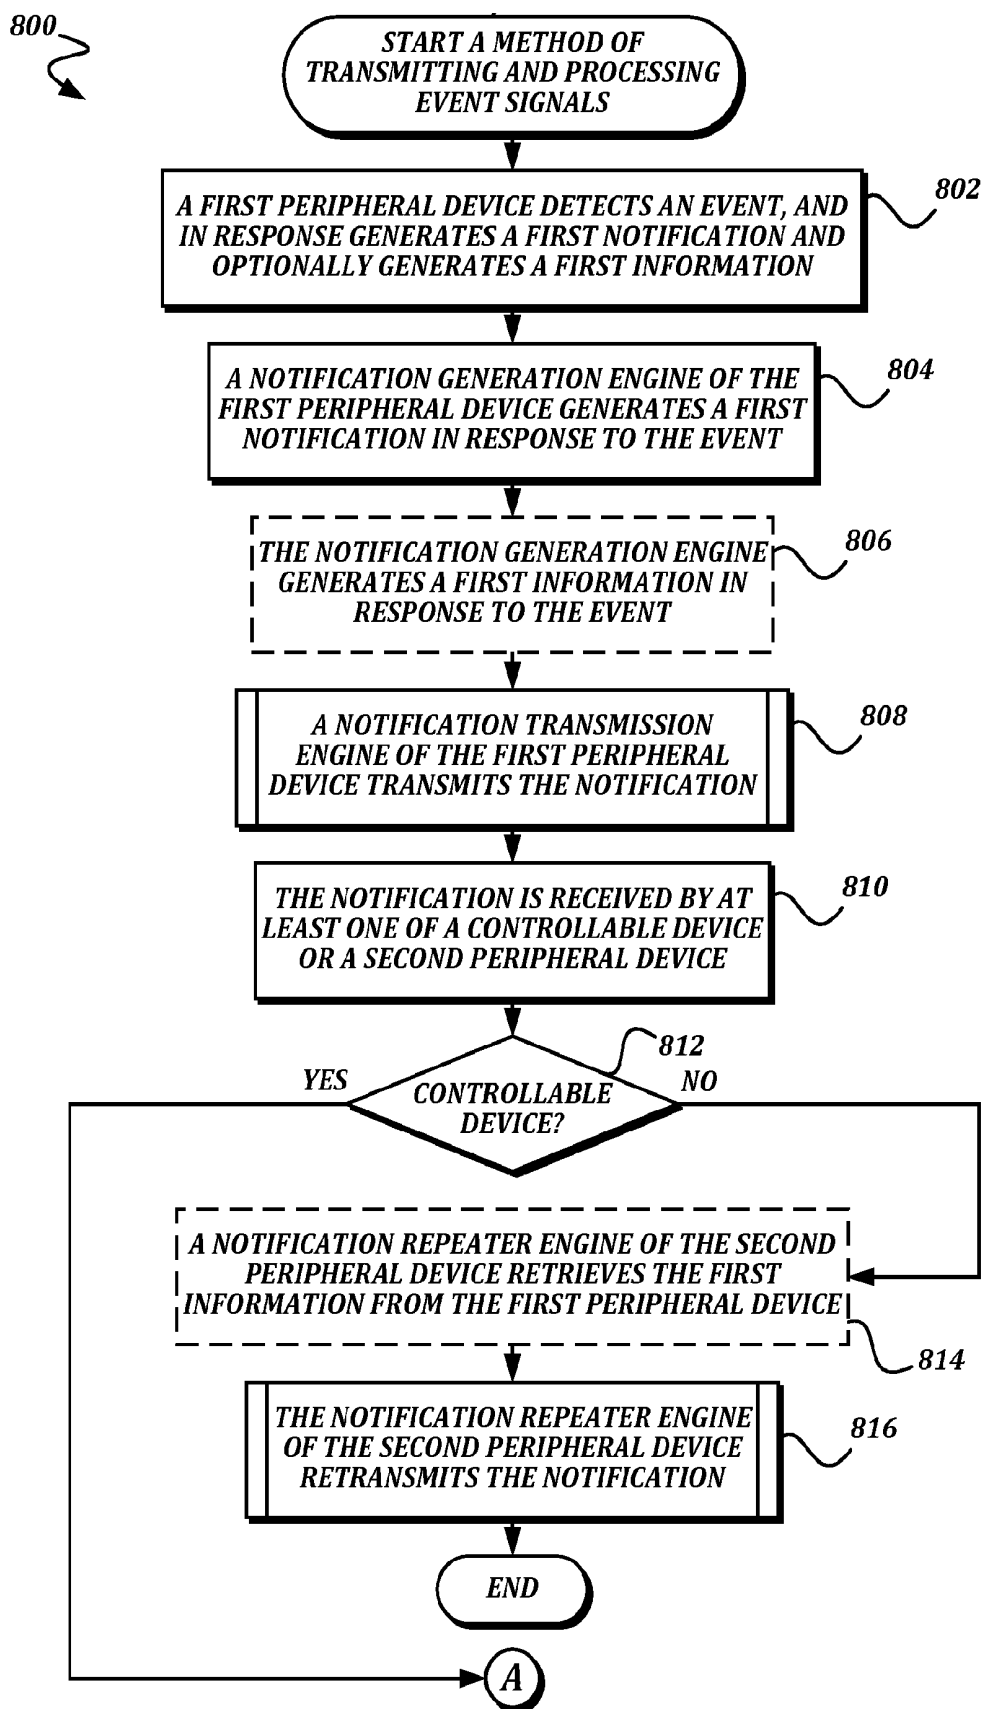 800
START A METHOD OF
TRANSMITTING AND PROCESSING
EVENT SIGNALS
802
A FIRST PERIPHERAL DEVICE DETECTS AN EVENT, AND
IN RESPONSE GENERATES A FIRST NOTIFICATION AND
OPTIONALLY GENERATES A FIRST INFORMATION
804
A NOTIFICATION GENERATION ENGINE OF THE
FIRST PERIPHERAL DEVICE GENERATES A FIRST
NOTIFICATION IN RESPONSE TO THE EVENT
806
THE NOTIFICATION GENERATION ENGINE
GENERATES A FIRST INFORMATION IN
RESPONSE TO THE EVENT
808
A NOTIFICATION TRANSMISSION
ENGINE OF THE FIRST PERIPHERAL
DEVICE TRANSMITS THE NOTIFICATION
810
THE NOTIFICATION IS RECEIVED BY AT
LEAST ONE OF A CONTROLLABLE DEVICE
OR A SECOND PERIPHERAL DEVICE
812
YES
NO
CONTROLLABLE
DEVICE?
A NOTIFICATION REPEATER ENGINE OF THE SECOND
PERIPHERAL DEVICE RETRIEVES THE FIRST
INFORMATION FROM THE FIRST PERIPHERAL DEVICE
814
THE NOTIFICATION REPEATER ENGINE
OF THE SECOND PERIPHERAL DEVICE
RETRANSMITS THE NOTIFICATION
816
END
A